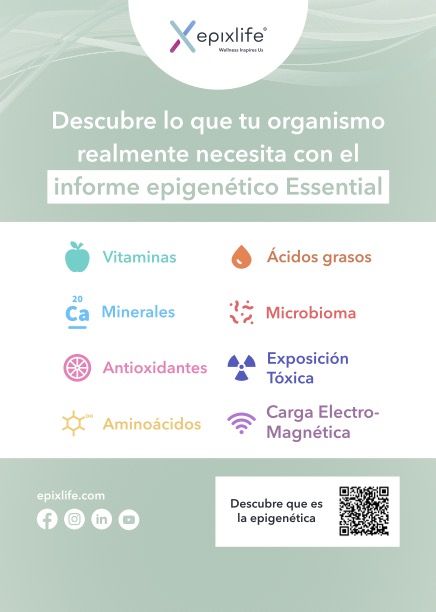 epixlife®
Wellness Inspires Us
Descubre lo que tu organismo
realmente necesita con el
informe epigenético Essential
Vitaminas
Ácidos grasos
20
Ca
Minerales
Microbioma
Antioxidantes
Exposición
Tóxica
Aminoácidos
Carga Electro-
Magnética
epixlife.com
Descubre que es
la epigenética